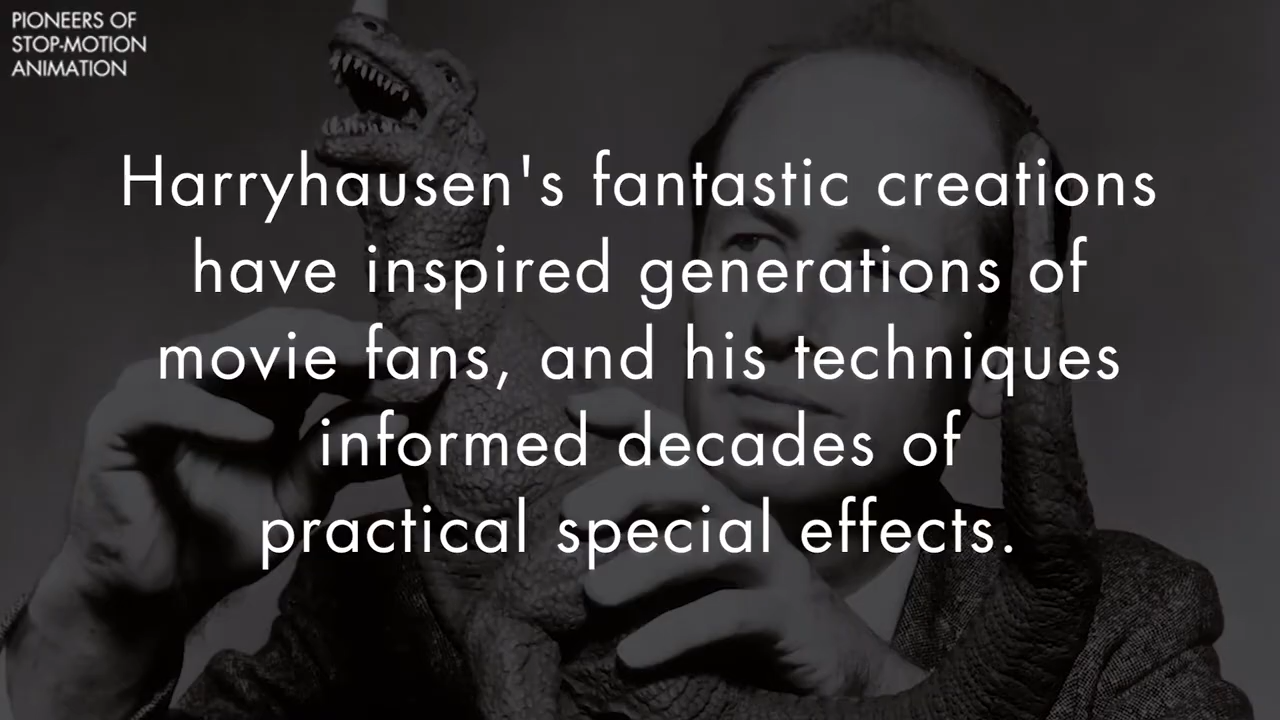 PIONEERS OF
STOP-MOTION
ANIMATION
Harryhausen's fantastic creations
have inspired generations of
movie fans, and his techniques
informed decades of
practical special effects.